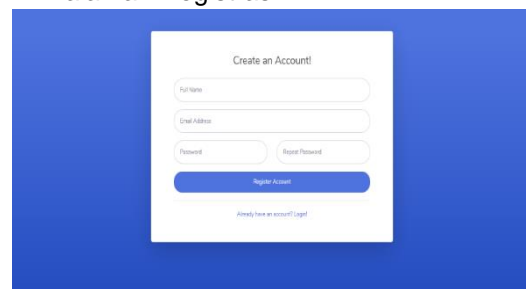 Create an Account!
Full Name
Email Address
Password
Repeat Password
Register Account
Already have an account? Login!